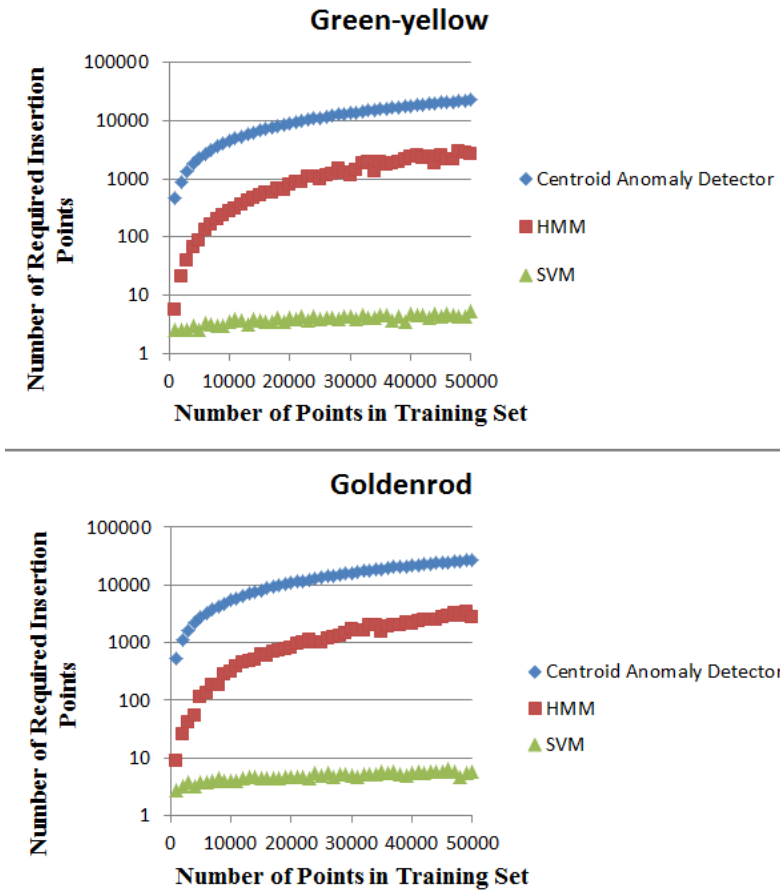 Green-yellow
Number of Required Insertion
Points
100000
10000
1000
100
10
1
0 10000 20000 30000 40000 50000
Number of Points in Training Set
Centroid Anomaly Detector
HMM
SVM
Goldenrod
Number of Required Insertion
Points
100000
10000
1000
100
10
1
0 10000 20000 30000 40000 50000
Number of Points in Training Set
Centroid Anomaly Detector
HMM
SVM